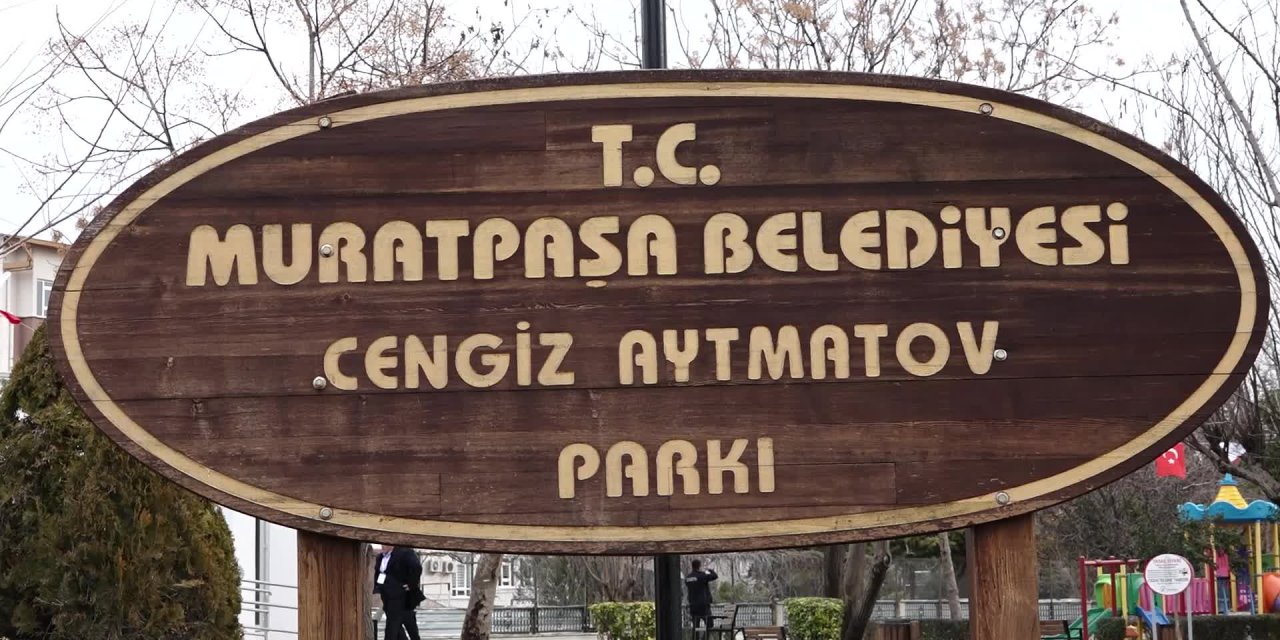 T.C.
MURATPAŞA BELEDİYESİ
CENGİZ AYTMATOV
PARKI